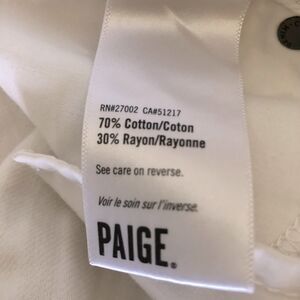 RN#27002 CA#51217
70% Cotton/Coton
30% Rayon/Rayonne
See care on reverse.
Voir le soin sur l'inverse.
PAIGE.